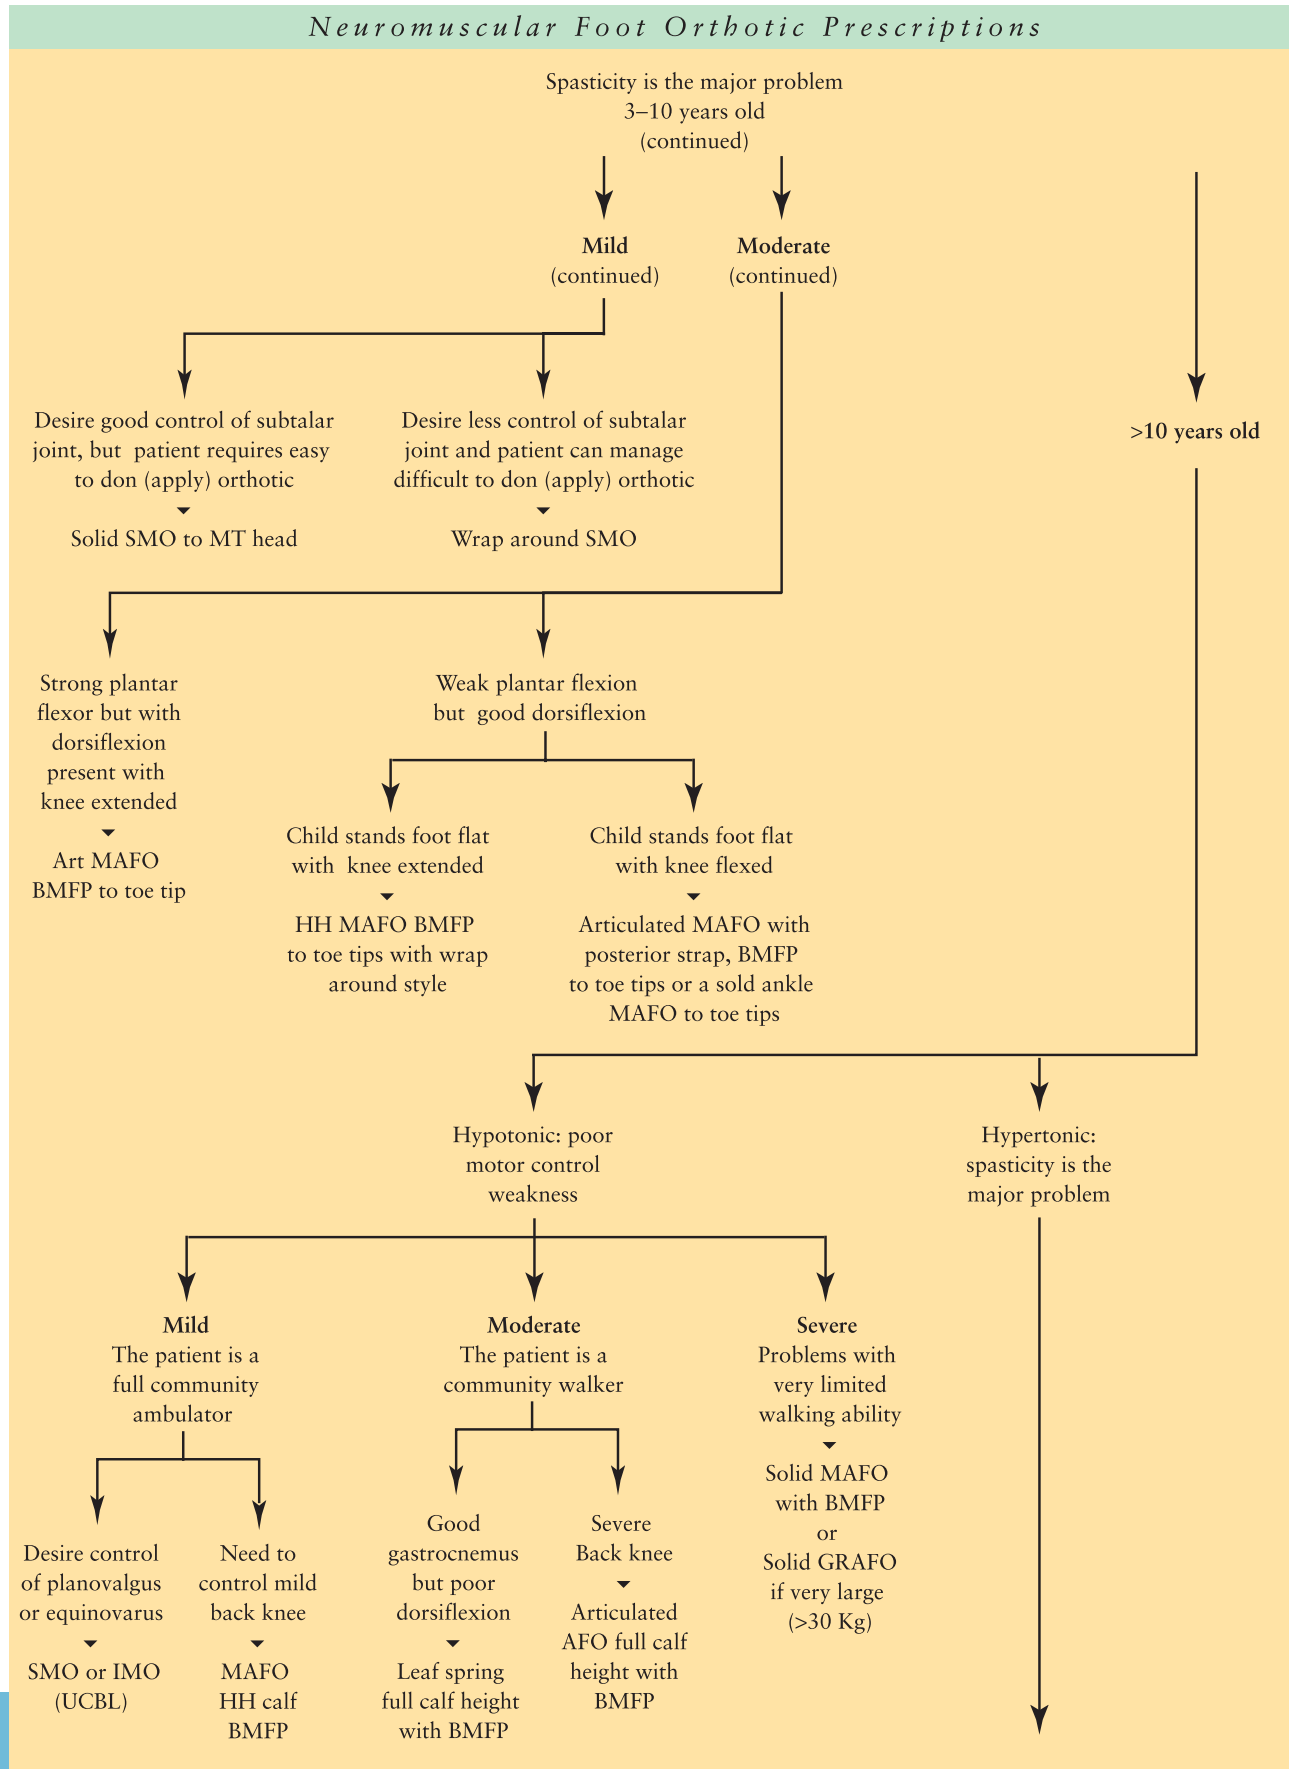 Neuromuscular Foot Orthotic Prescriptions
Spasticity is the major problem
3–10 years old
(continued)
Mild
(continued)
Moderate
(continued)
Desire good control of subtalar
joint, but patient requires easy
to don (apply) orthotic
Solid SMO to MT head
Desire less control of subtalar
joint and patient can manage
difficult to don (apply) orthotic
Wrap around SMO
>10 years old
Strong plantar
flexor but with
dorsiflexion
present with
knee extended
Art MAFO
BMFP to toe tip
Weak plantar flexion
but good dorsiflexion
Child stands foot flat
with knee extended
HH MAFO BMFP
to toe tips with wrap
around style
Child stands foot flat
with knee flexed
Articulated MAFO with
posterior strap, BMFP
to toe tips or a sold ankle
MAFO to toe tips
Hypotonic: poor
motor control
weakness
Hypertonic:
spasticity is the
major problem
Mild
The patient is a
full community
ambulator
Desire control
of planovalgus
or equinovarus
SMO or IMO
(UCBL)
Need to
control mild
back knee
MAFO
HH calf
BMFP
Moderate
The patient is a
community walker
Good
gastrocnemus
but poor
dorsiflexion
Leaf spring
full calf height
with BMFP
Severe
Back knee
Articulated
AFO full calf
height with
BMFP
Severe
Problems with
very limited
walking ability
Solid MAFO
with BMFP
or
Solid GRAFO
if very large
(>30 Kg)